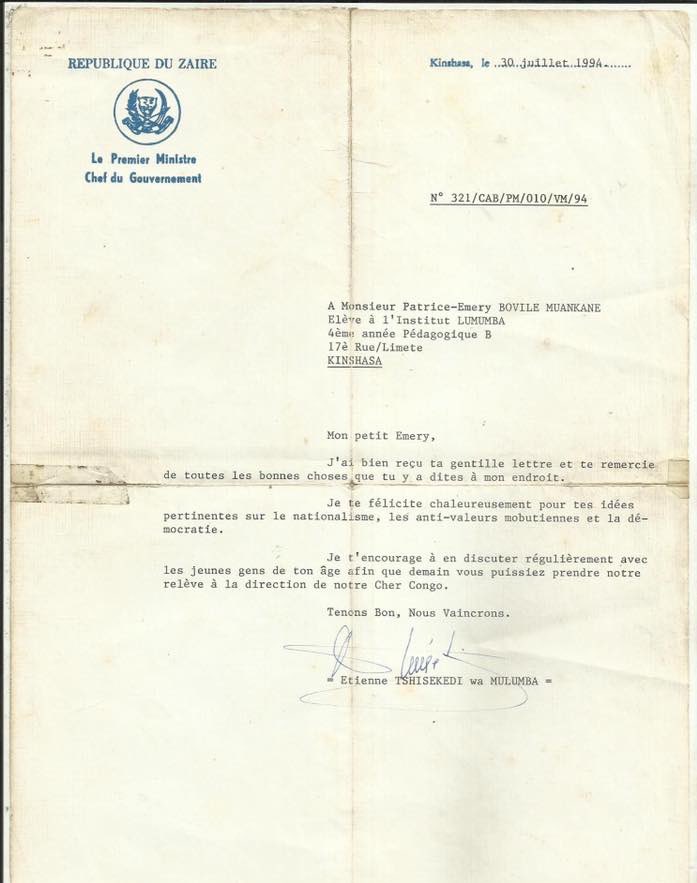 REPUBLIQUE DU ZAIRE
Kinshasa, le ..30 juillet 1994.......
Le Premier Ministre
Chef du Gouvernement
N° 321/CAB/PM/010/VM/94
A Monsieur Patrice-Emery BOVILE MUANKANE
Elève à l'Institut LUMUMBA
4ème année Pédagogique B
17è Rue/Limete
KINSHASA
Mon petit Emery,
J'ai bien reçu ta gentille lettre et te remercie
de toutes les bonnes choses que tu y a dites à mon endroit.
Je te félicite chaleureusement pour tes idées
pertinentes sur le nationalisme, les anti-valeurs mobutiennes et la dé-
mocratie.
Je t'encourage à en discuter régulièrement avec
les jeunes gens de ton âge afin que demain vous puissiez prendre notre
relève à la direction de notre Cher Congo.
Tenons Bon, Nous Vaincrons.
= Etienne TSHISEKEDI wa MULUMBA =